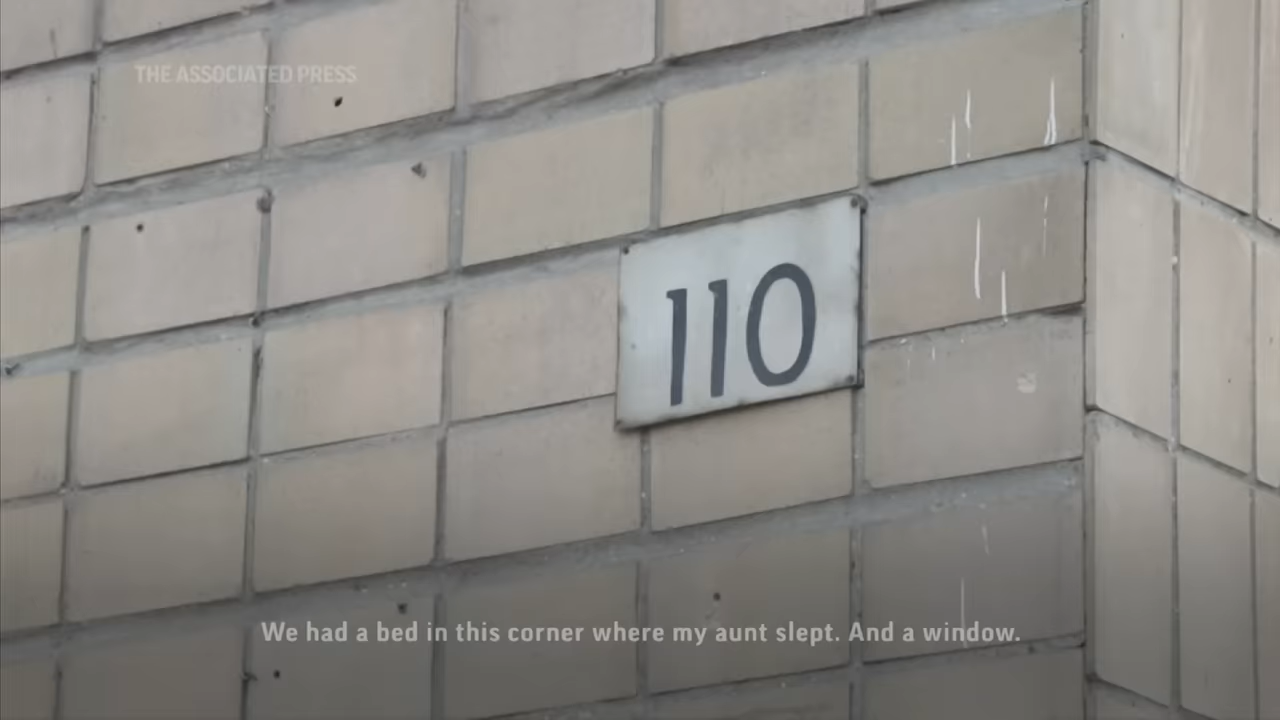 THE ASSOCIATED PRESS
110
We had a bed in this corner where my aunt slept. And a window.